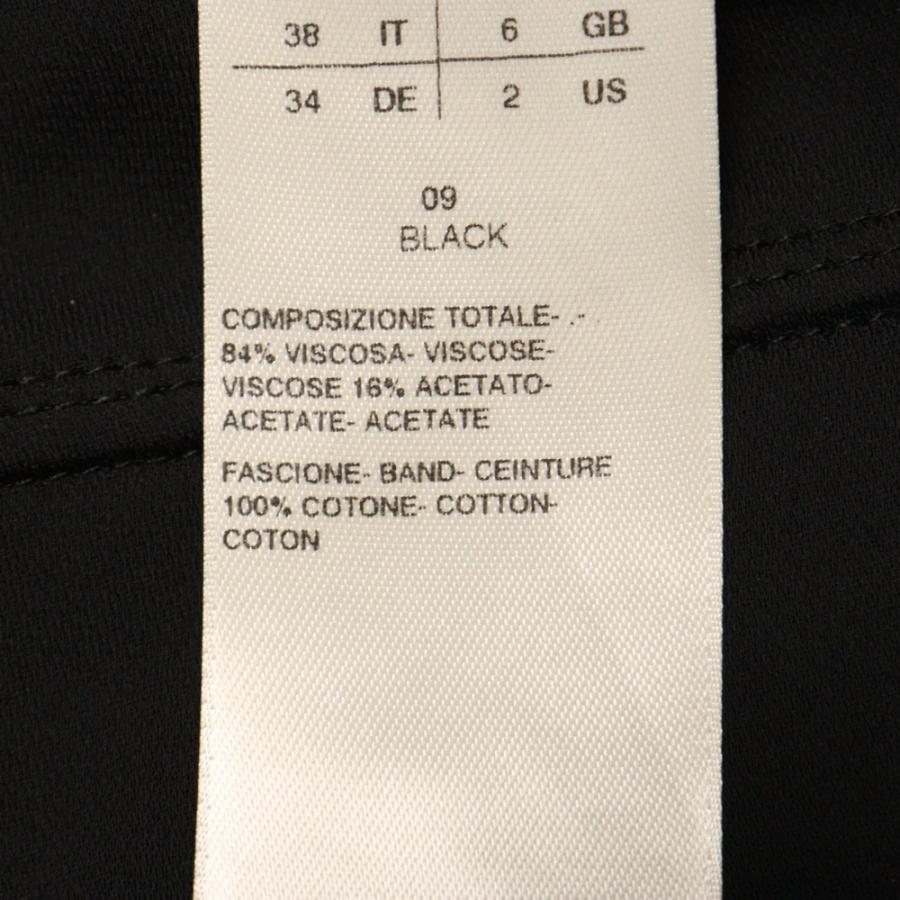 38 IT 6 GB
34 DE 2 US
09
BLACK
COMPOSIZIONE TOTALE- .-
84% VISCOSA- VISCOSE-
VISCOSE 16% ACETATO-
ACETATE- ACETATE
FASCIONE- BAND- CEINTURE
100% COTONE- COTTON-
COTON